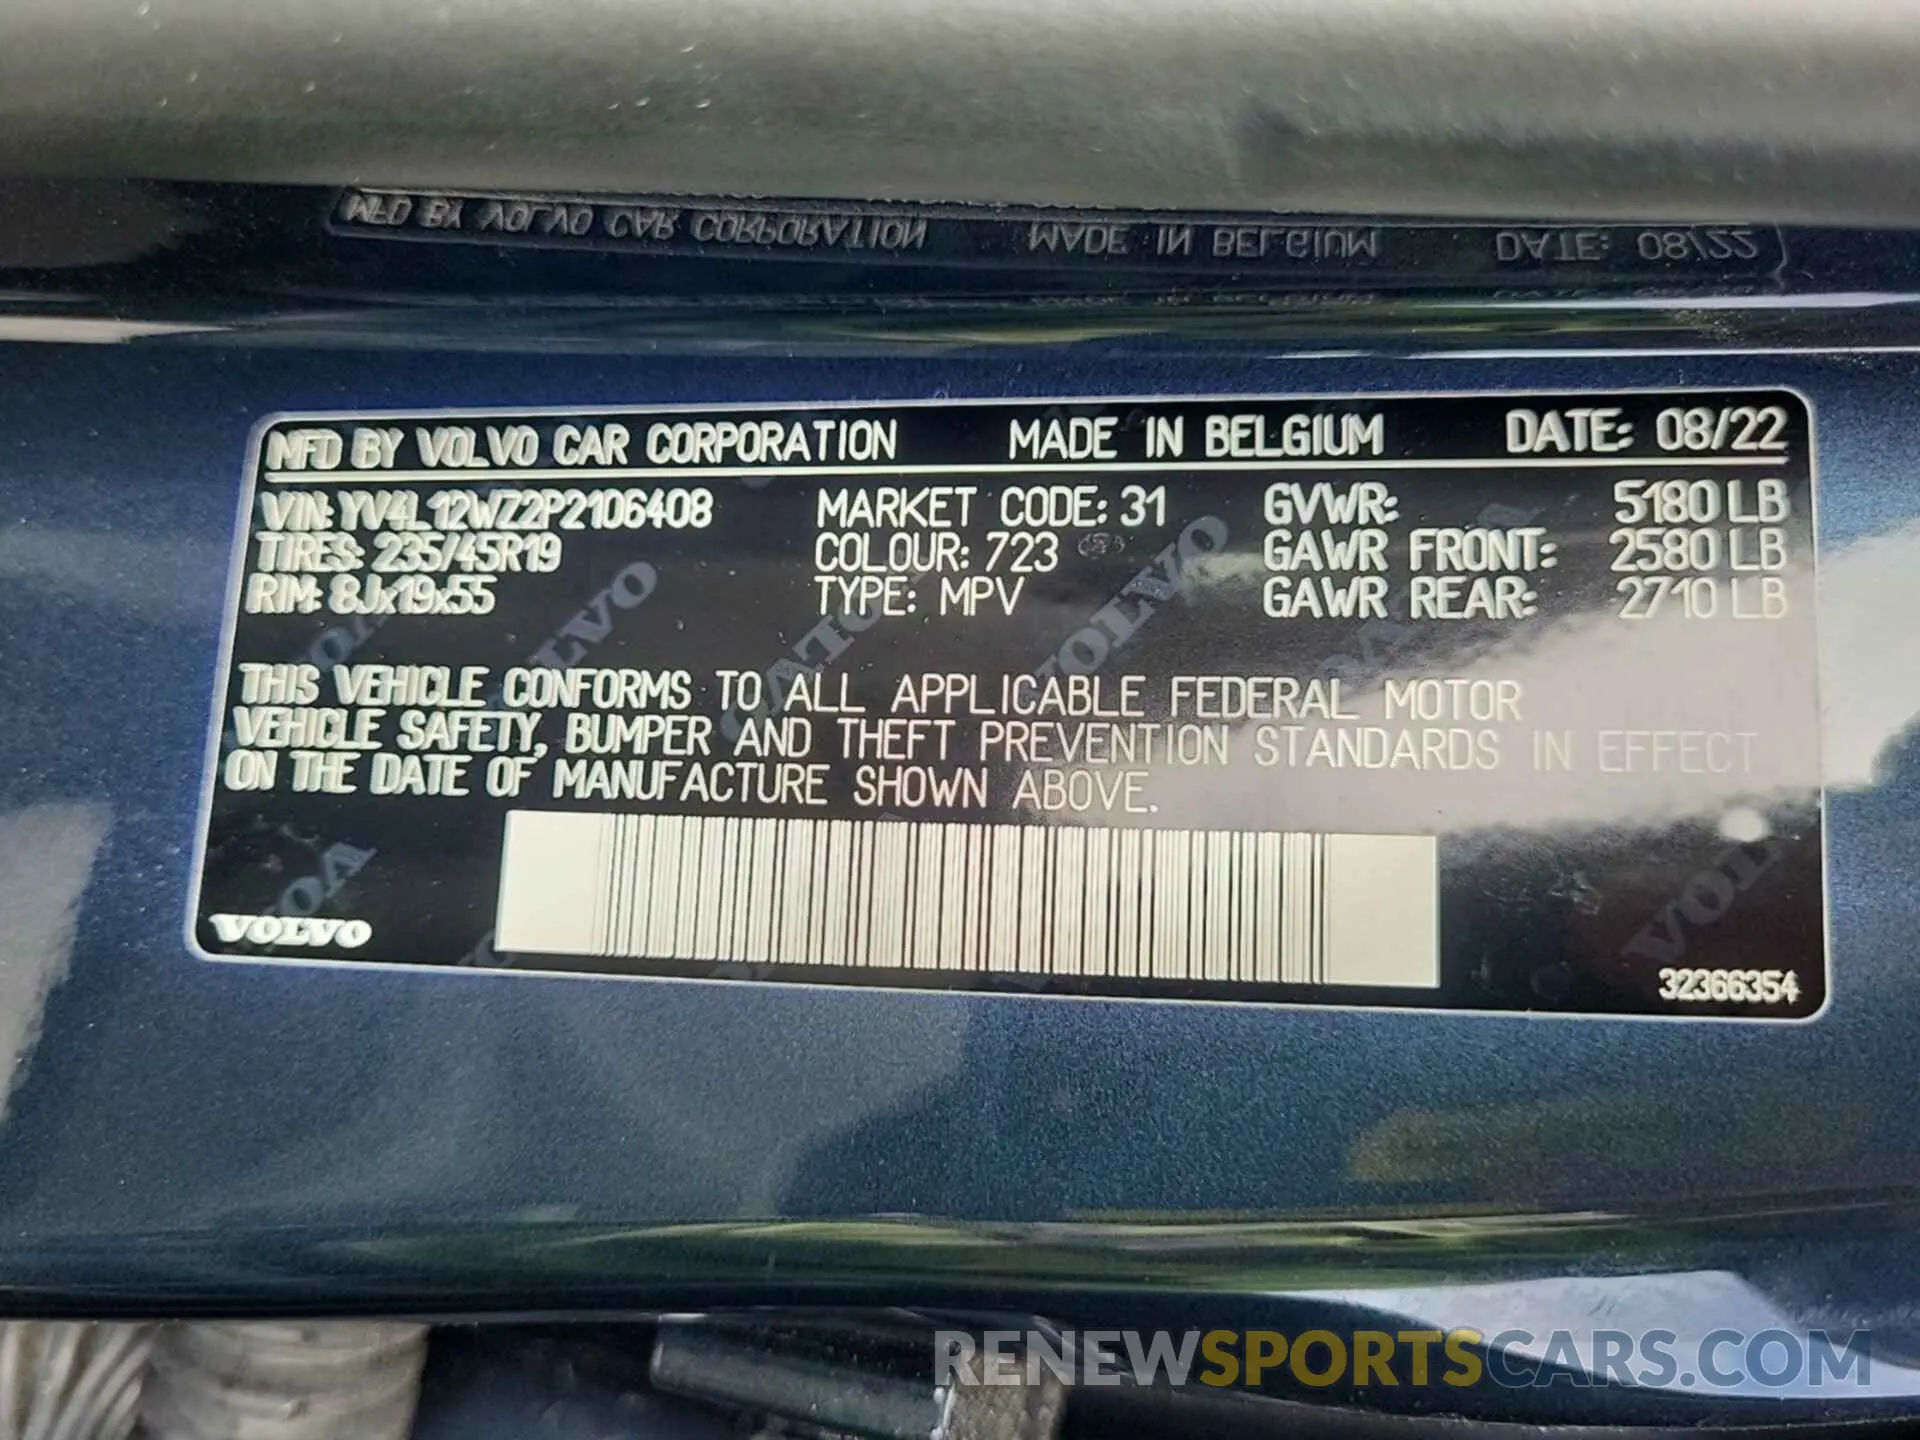 MFD BY VOLVO CAR CORPORATION MADE IN BELGIUM DATE: 08/22
MFD BY VOLVO CAR CORPORATION MADE IN BELGIUM DATE: 08/22
VIN: YV4L12WZ2P2106408 MARKET CODE: 31 GVWR: 5180 LB
TIRES: 235/45R19 COLOUR: 723 GAWR FRONT: 2580 LB
RIM: 8Jx19x55 TYPE: MPV GAWR REAR: 2710 LB
THIS VEHICLE CONFORMS TO ALL APPLICABLE FEDERAL MOTOR
VEHICLE SAFETY, BUMPER AND THEFT PREVENTION STANDARDS IN EFFECT
ON THE DATE OF MANUFACTURE SHOWN ABOVE.
VOLVO
32366354
RENEWSPORTSCARS.COM